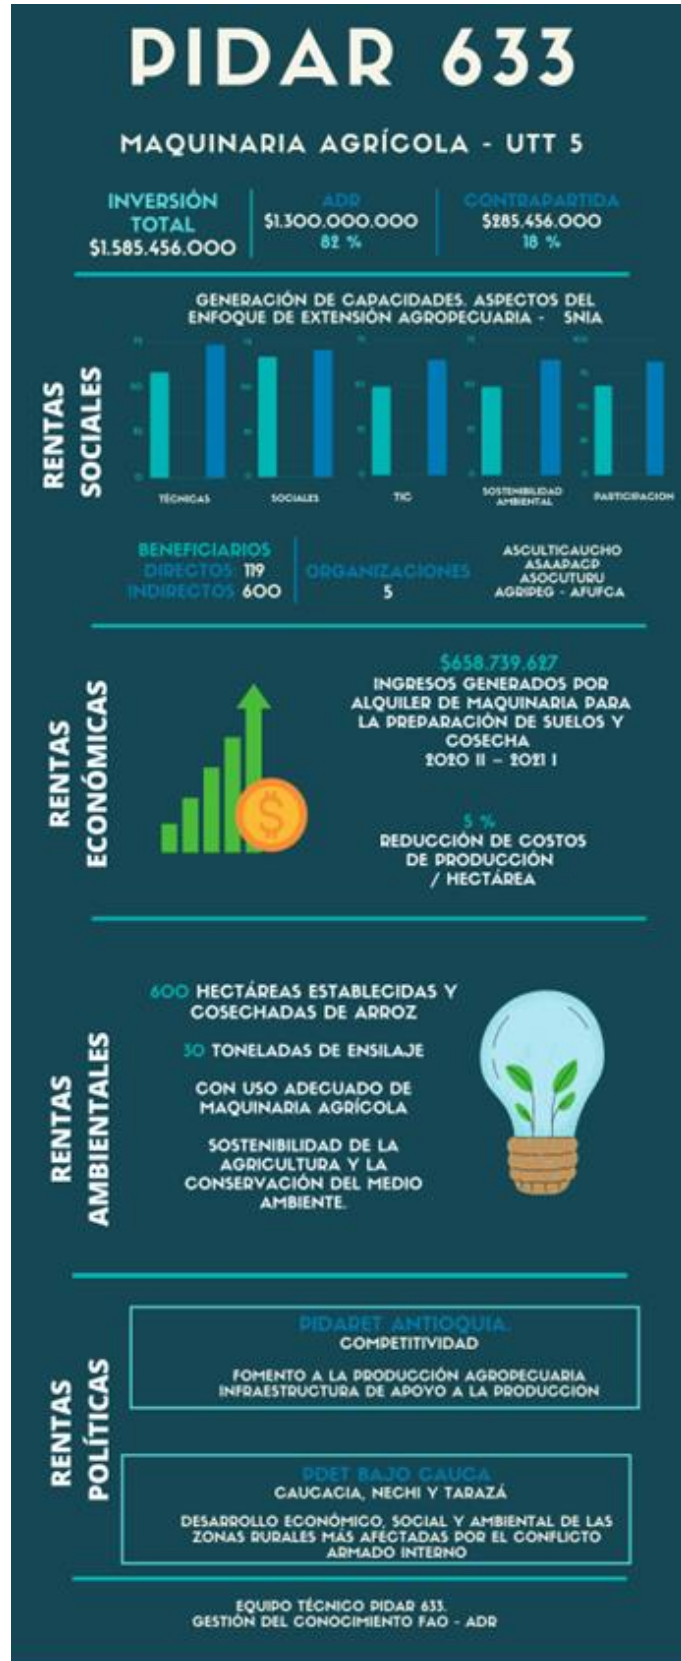 PIDAR 633
MAQUINARIA AGRÍCOLA - UTT 5
INVERSIÓN
TOTAL
$1.585.456.000
ADR
$1.300.000.000
82 %
CONTRAPARTIDA
$285.456.000
18 %
RENTAS
SOCIALES
GENERACIÓN DE CAPACIDADES. ASPECTOS DEL
ENFOQUE DE EXTENSIÓN AGROPECUARIA - SNIA
TÉCNICAS
SOCIALES
TIC
SOSTENIBILIDAD
AMBIENTAL
PARTICIPACION
BENEFICIARIOS
DIRECTOS: 119
INDIRECTOS 600
ORGANIZACIONES
5
ASCULTICAUCHO
ASAAPACP
ASOCUTURU
AGRIPEG - AFUFCA
RENTAS
ECONÓMICAS
$658.739.627
INGRESOS GENERADOS POR
ALQUILER DE MAQUINARIA PARA
LA PREPARACIÓN DE SUELOS Y
COSECHA
2020 II – 2021 I
5 %
REDUCCIÓN DE COSTOS
DE PRODUCCIÓN
/ HECTÁREA
$
RENTAS
AMBIENTALES
600 HECTÁREAS ESTABLECIDAS Y
COSECHADAS DE ARROZ
30 TONELADAS DE ENSILAJE
CON USO ADECUADO DE
MAQUINARIA AGRÍCOLA
SOSTENIBILIDAD DE LA
AGRICULTURA Y LA
CONSERVACIÓN DEL MEDIO
AMBIENTE.
RENTAS
POLÍTICAS
PIDARET ANTIOQUIA.
COMPETITIVIDAD
FOMENTO A LA PRODUCCIÓN AGROPECUARIA
INFRAESTRUCTURA DE APOYO A LA PRODUCCION
PDET BAJO CAUCA
CAUCACIA, NECHI Y TARAZÁ
DESARROLLO ECONÓMICO, SOCIAL Y AMBIENTAL DE LAS
ZONAS RURALES MÁS AFECTADAS POR EL CONFLICTO
ARMADO INTERNO
EQUIPO TÉCNICO PIDAR 633.
GESTIÓN DEL CONOCIMIENTO FAO - ADR